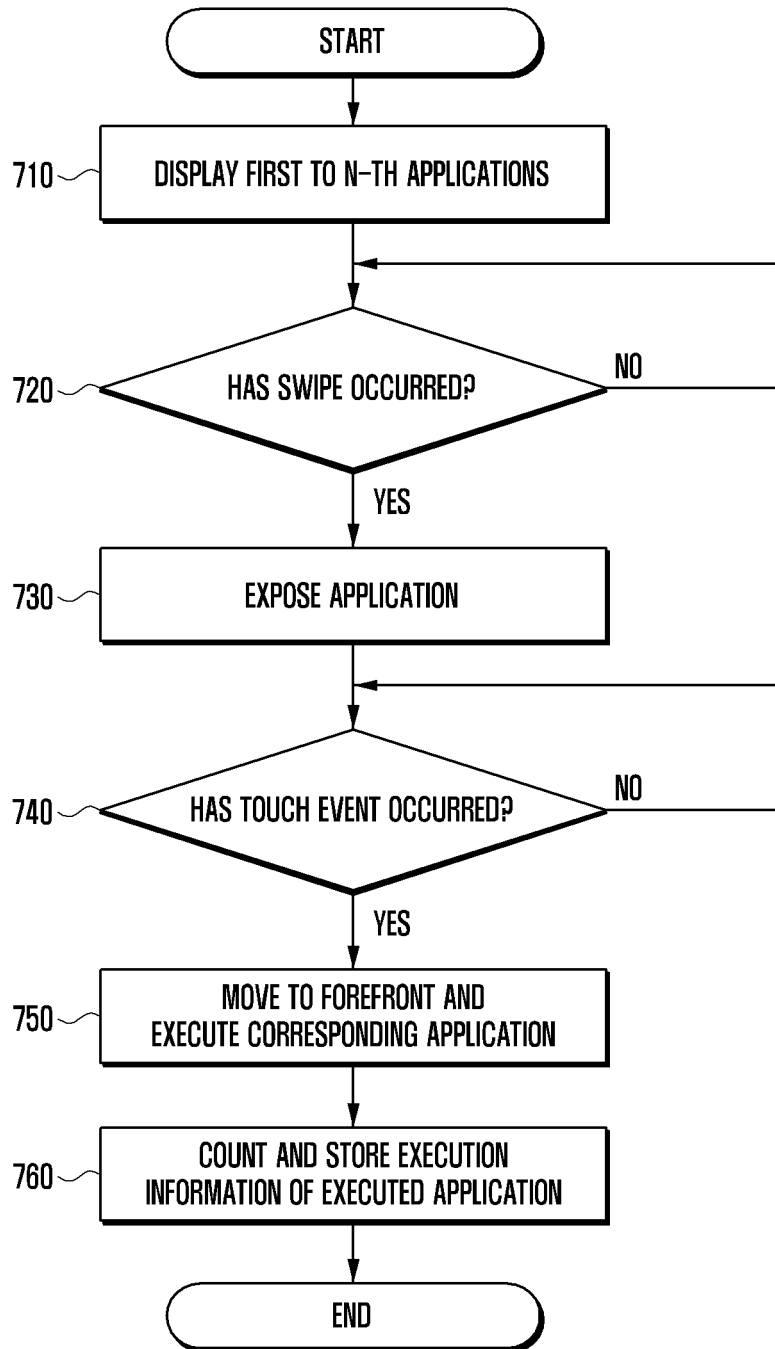 START
710
DISPLAY FIRST TO N-TH APPLICATIONS
720
HAS SWIPE OCCURRED?
NO
YES
730
EXPOSE APPLICATION
740
HAS TOUCH EVENT OCCURRED?
NO
YES
750
MOVE TO FOREFRONT AND
EXECUTE CORRESPONDING APPLICATION
760
COUNT AND STORE EXECUTION
INFORMATION OF EXECUTED APPLICATION
END